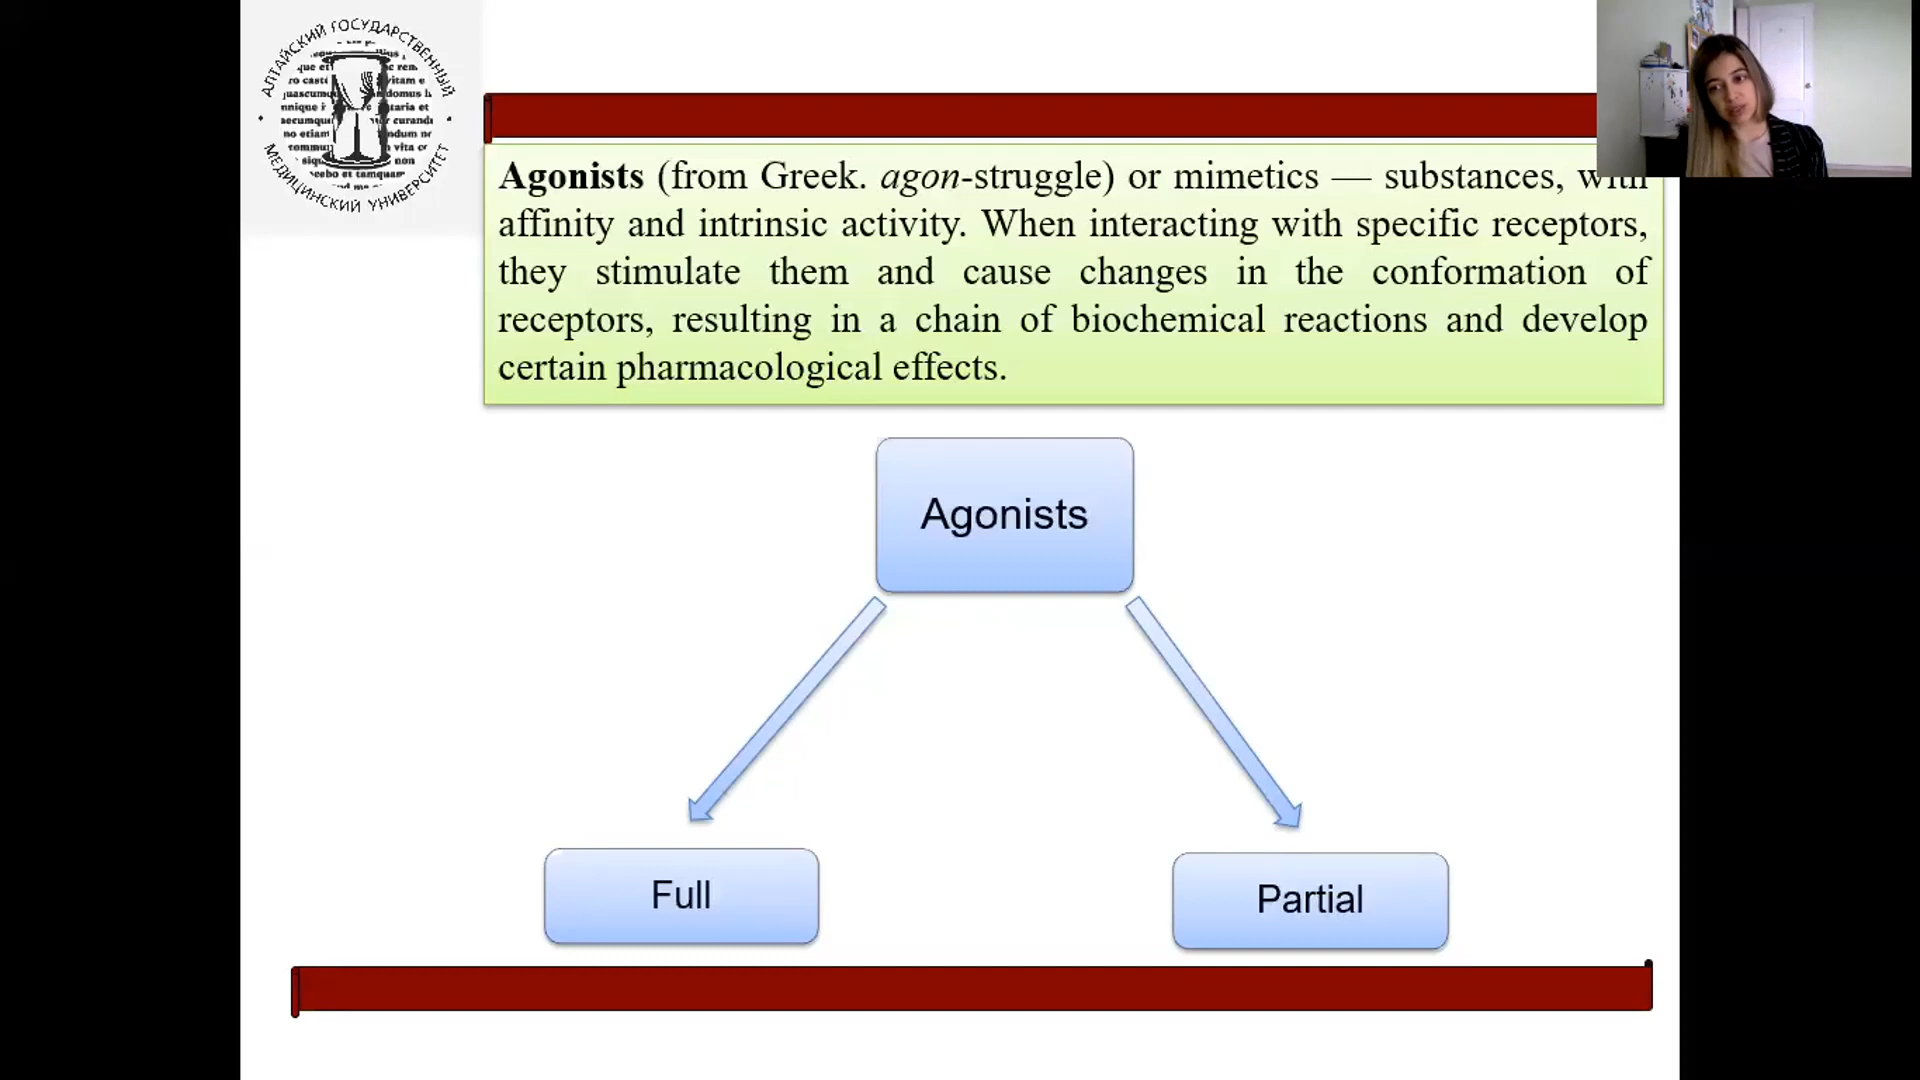 АЛТАЙСКИЙ ГОСУДАРСТВЕННЫЙ
МЕДИЦИНСКИЙ УНИВЕРСИТЕТ
Agonists (from Greek. agon-struggle) or mimetics — substances, with
affinity and intrinsic activity. When interacting with specific receptors,
they stimulate them and cause changes in the conformation of
receptors, resulting in a chain of biochemical reactions and develop
certain pharmacological effects.
Agonists
Full
Partial